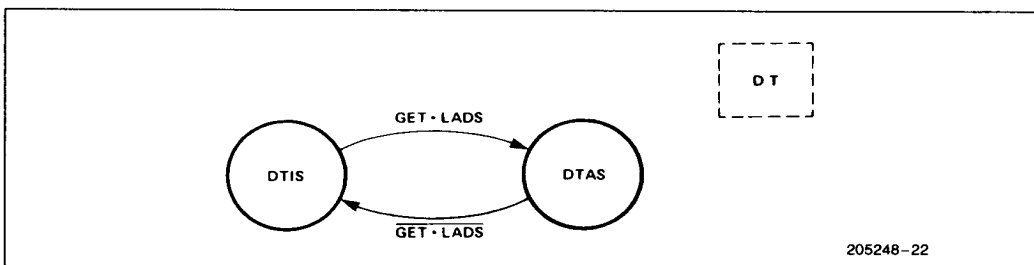 DT
GET · LADS
DTIS
DTAS
GET · LADS
205248-22